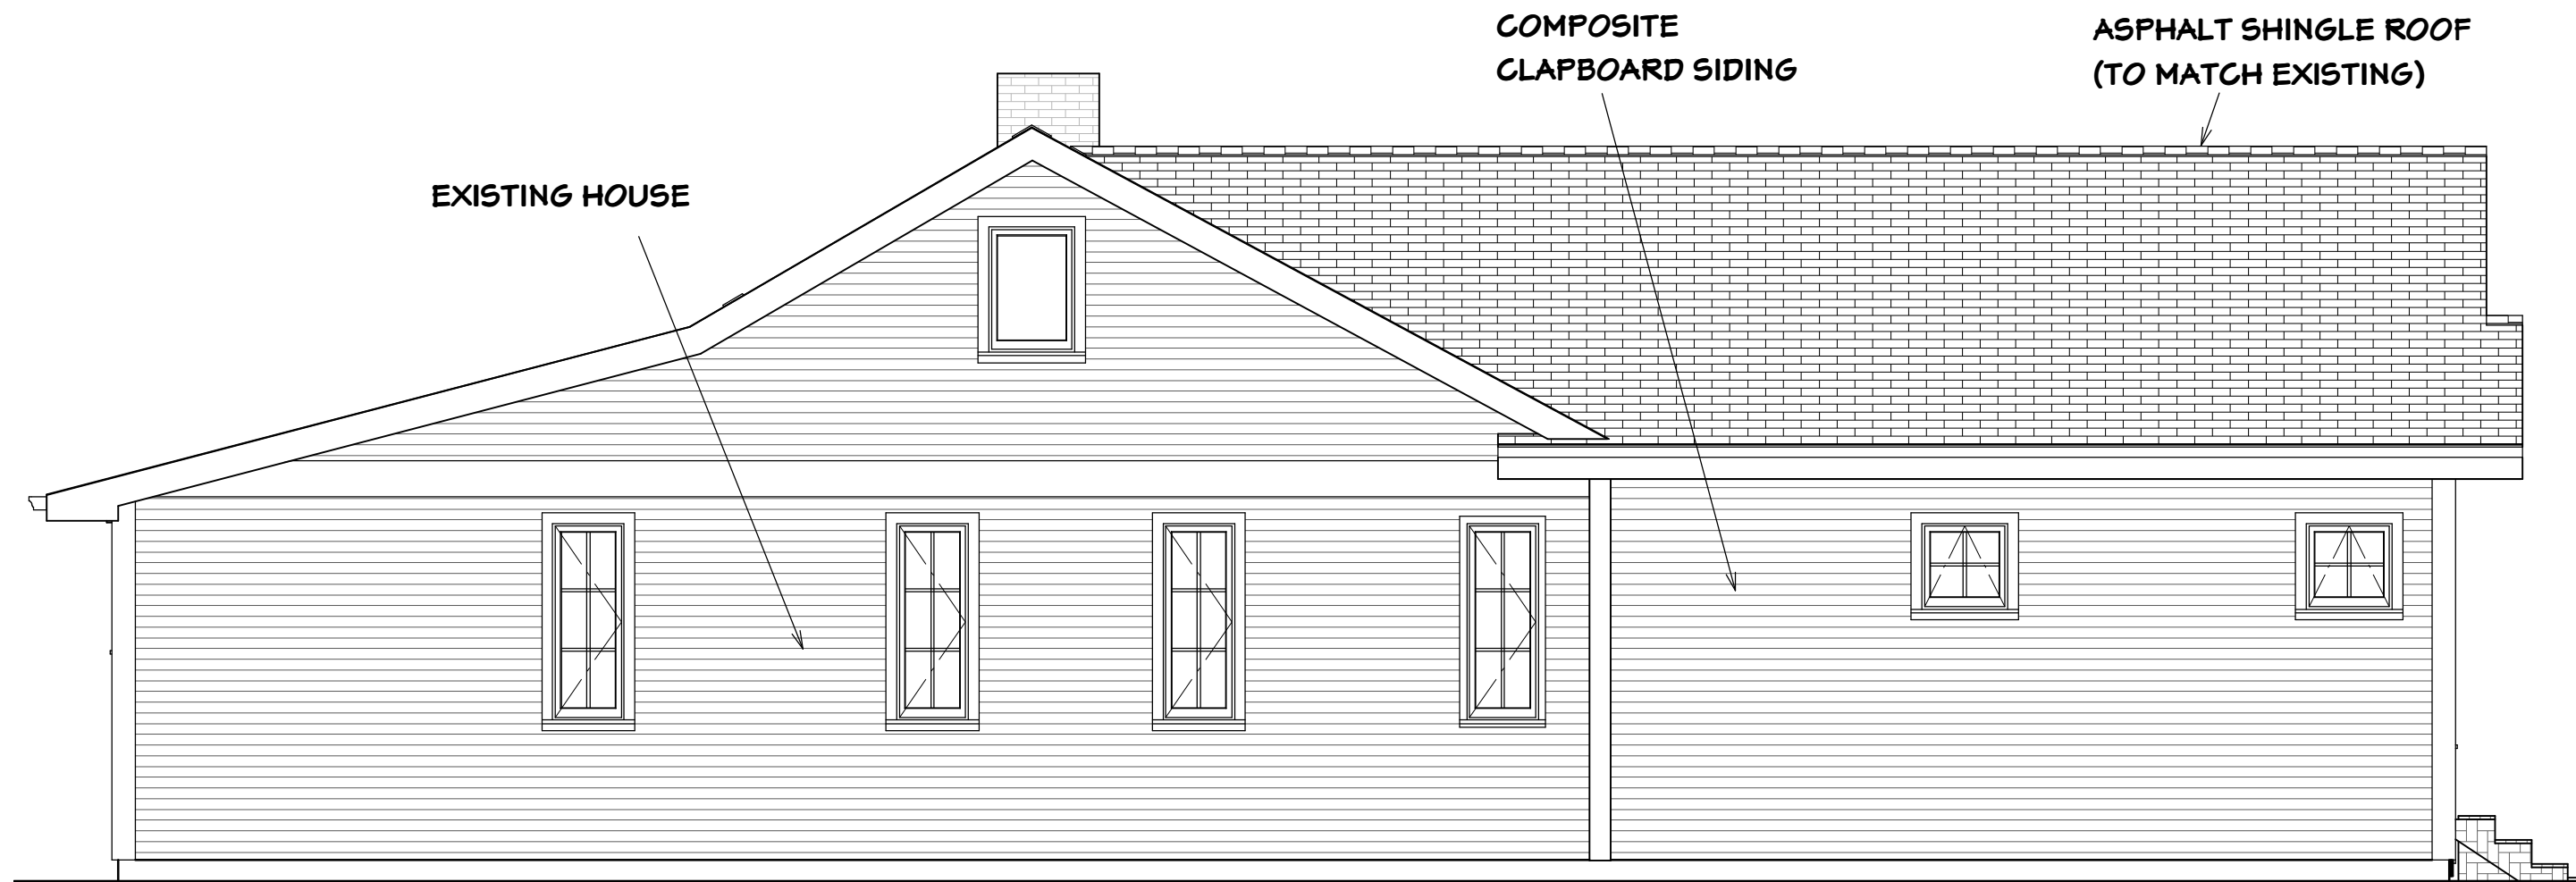 COMPOSITE
CLAPBOARD SIDING
ASPHALT SHINGLE ROOF
(TO MATCH EXISTING)
EXISTING HOUSE